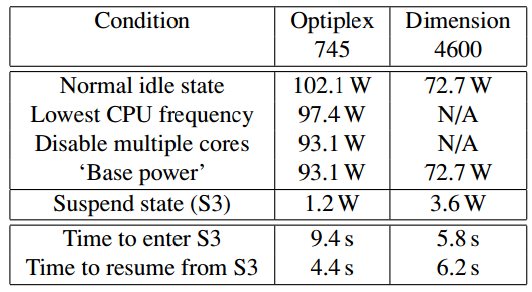 Condition Optiplex Dimension
745 4600
Normal idle state 102.1 W 72.7 W
Lowest CPU frequency 97.4 W N/A
Disable multiple cores 93.1 W N/A
‘Base power’ 93.1 W 72.7 W
Suspend state (S3) 1.2 W 3.6 W
Time to enter S3 9.4 s 5.8 s
Time to resume from S3 4.4 s 6.2 s